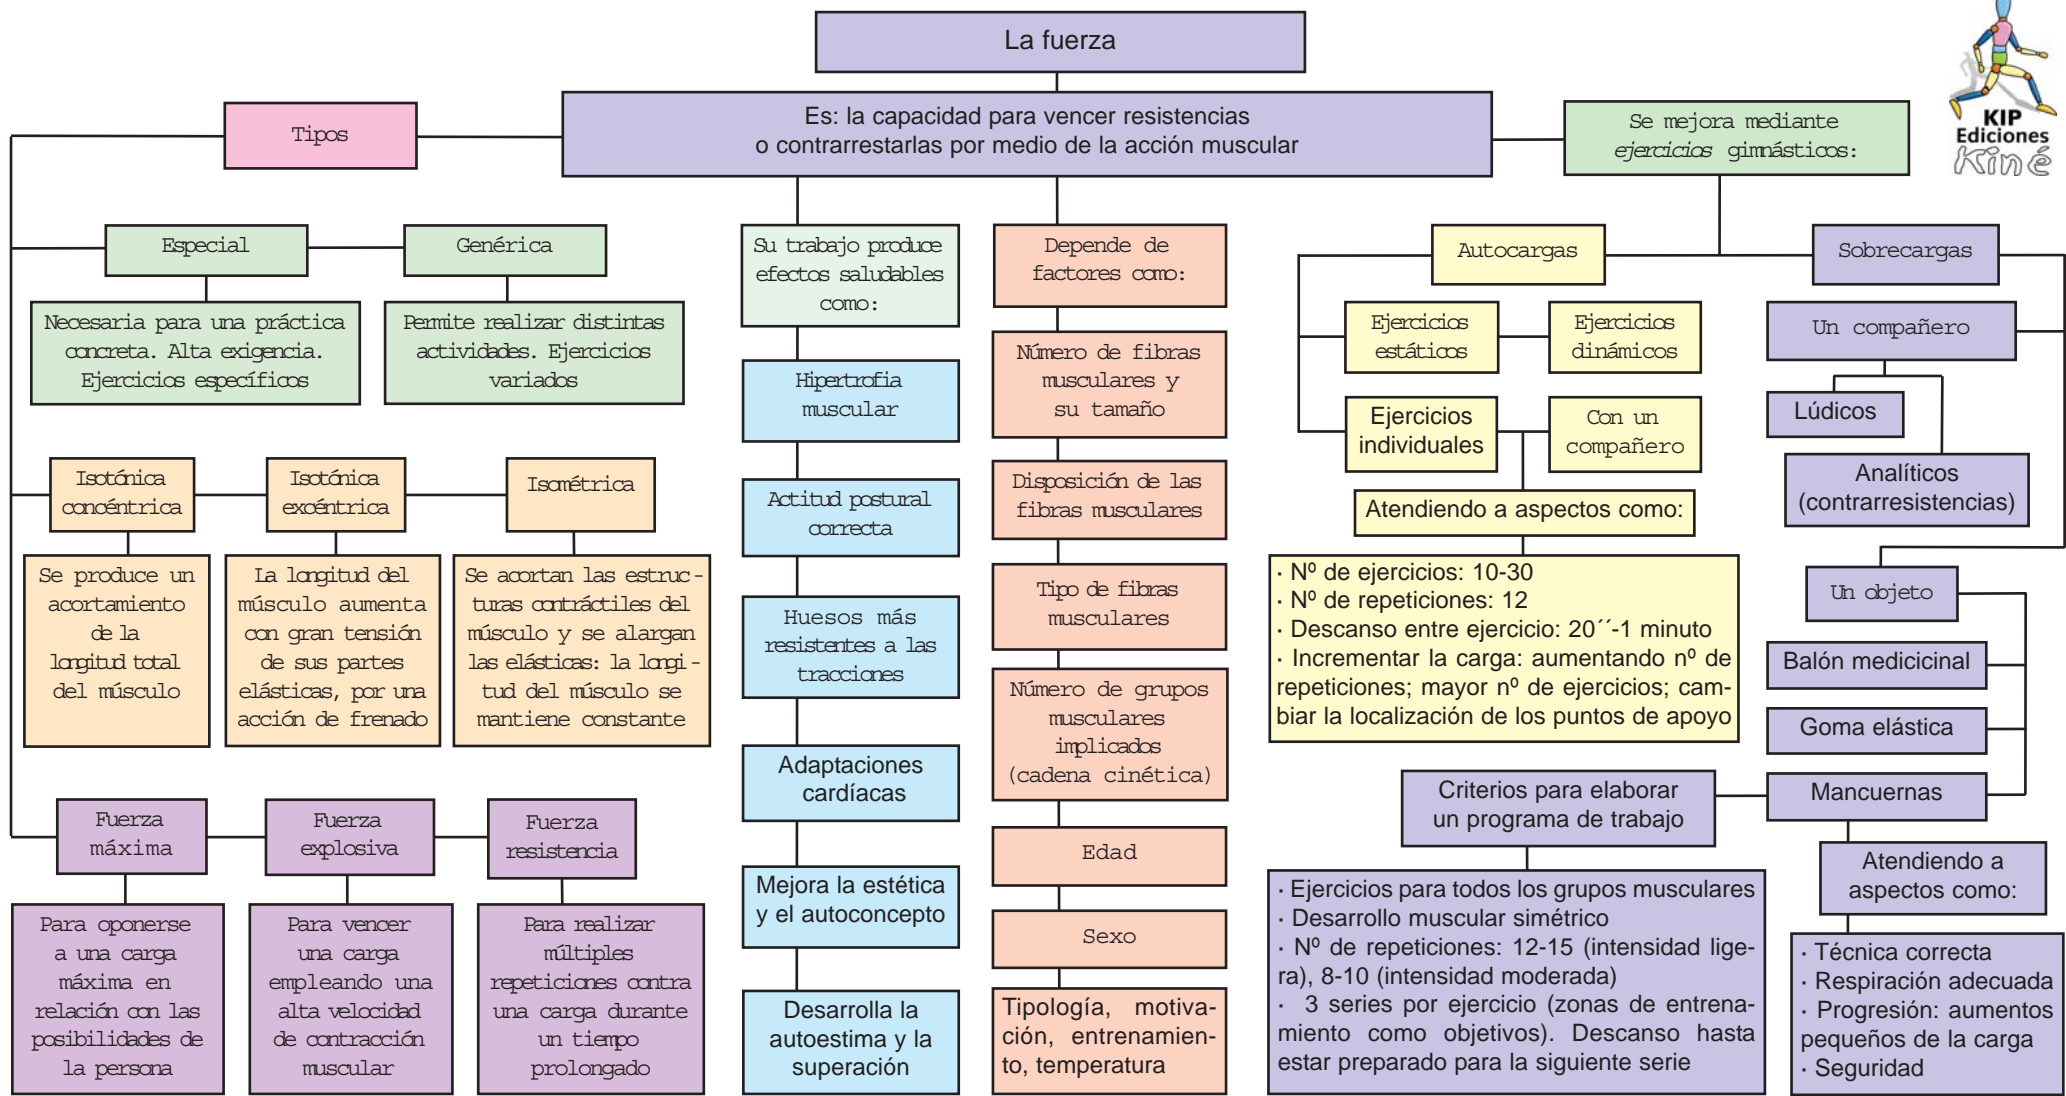 La fuerza
Es: la capacidad para vencer resistencias
o contrarrestarlas por medio de la acción muscular
Tipos
Especial
Genérica
Necesaria para una práctica
concreta. Alta exigencia.
Ejercicios específicos
Permite realizar distintas
actividades. Ejercicios
variados
Isotónica
concéntrica
Isotónica
excéntrica
Isométrica
Se produce un
acortamiento
de la
longitud total
del músculo
La longitud del
músculo aumenta
con gran tensión
de sus partes
elásticas, por una
acción de frenado
Se acortan las estruc-
turas contráctiles del
músculo y se alargan
las elásticas: la longi-
tud del músculo se
mantiene constante
Fuerza
máxima
Fuerza
explosiva
Fuerza
resistencia
Para oponerse
a una carga
máxima en
relación con las
posibilidades de
la persona
Para vencer
una carga
empleando una
alta velocidad
de contracción
muscular
Para realizar
múltiples
repeticiones contra
una carga durante
un tiempo
prolongado
Su trabajo produce
efectos saludables
como:
Hipertrofia
muscular
Actitud postural
correcta
Huesos más
resistentes a las
tracciones
Adaptaciones
cardíacas
Mejora la estética
y el autoconcepto
Desarrolla la
autoestima y la
superación
Depende de
factores como:
Número de fibras
musculares y
su tamaño
Disposición de las
fibras musculares
Tipo de fibras
musculares
Número de grupos
musculares
implicados
(cadena cinética)
Edad
Sexo
Tipología, motiva-
ción, entrenamien-
to, temperatura
Se mejora mediante
ejercicios gimnásticos:
Autocargas
Ejercicios
estáticos
Ejercicios
dinámicos
Ejercicios
individuales
Con un
compañero
Atendiendo a aspectos como:
· Nº de ejercicios: 10-30
· Nº de repeticiones: 12
· Descanso entre ejercicio: 20´´-1 minuto
· Incrementar la carga: aumentando nº de
repeticiones; mayor nº de ejercicios; cam-
biar la localización de los puntos de apoyo
Sobrecargas
Un compañero
Lúdicos
Analíticos
(contrarresistencias)
Un objeto
Balón medicicinal
Goma elástica
Mancuernas
Criterios para elaborar
un programa de trabajo
· Ejercicios para todos los grupos musculares
· Desarrollo muscular simétrico
· Nº de repeticiones: 12-15 (intensidad lige-
ra), 8-10 (intensidad moderada)
· 3 series por ejercicio (zonas de entrena-
miento como objetivos). Descanso hasta
estar preparado para la siguiente serie
Atendiendo a
aspectos como:
· Técnica correcta
· Respiración adecuada
· Progresión: aumentos
pequeños de la carga
· Seguridad
KIP
Ediciones
Kiné